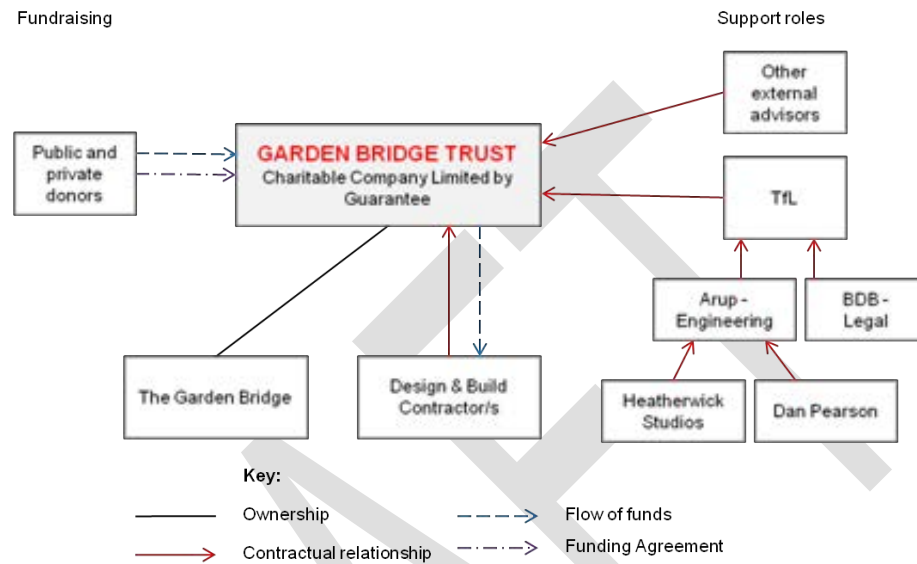 Fundraising
Support roles
Other
external
advisors
Public and
private
donors
GARDEN BRIDGE TRUST
Charitable Company Limited by
Guarantee
TfL
Arup -
Engineering
BDB -
Legal
The Garden Bridge
Design & Build
Contractor/s
Heatherwick
Studios
Dan Pearson
Key:
Ownership
Flow of funds
Contractual relationship
Funding Agreement